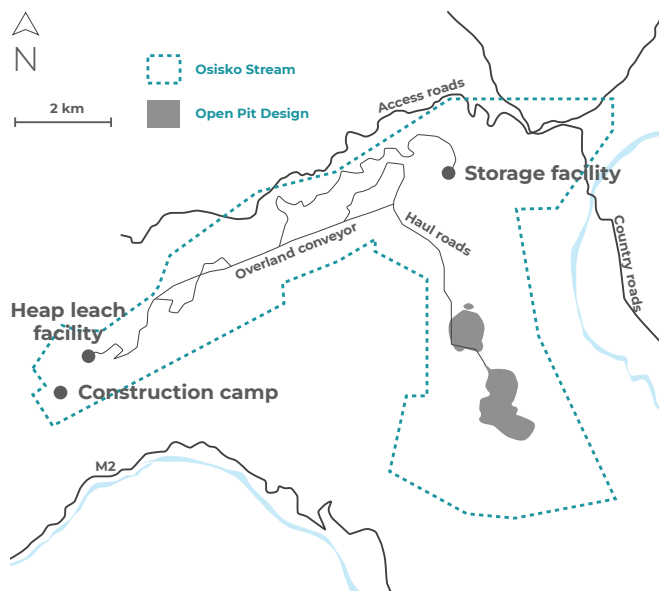 N
2 km
Osisko Stream
Open Pit Design
Access roads
Storage facility
Country roads
Haul roads
Overland conveyor
Heap leach
facility
Construction camp
M2